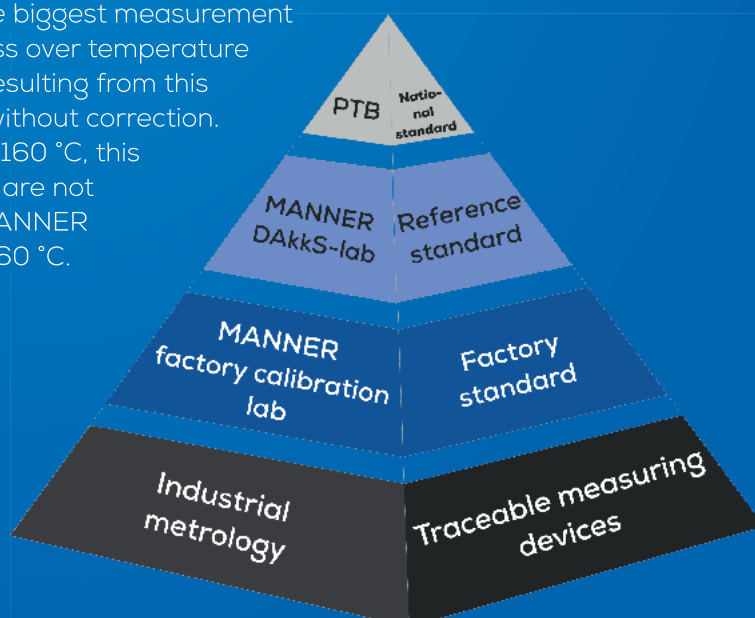 e biggest measurement
ss over temperature
esulting from this
without correction.
160 °C, this
are not
ANNER
60 °C.
PTB
Natio-
nal
standard
MANNER
DAkkS-lab
Reference
standard
MANNER
factory calibration
lab
Factory
standard
Industrial
metrology
Traceable measuring
devices